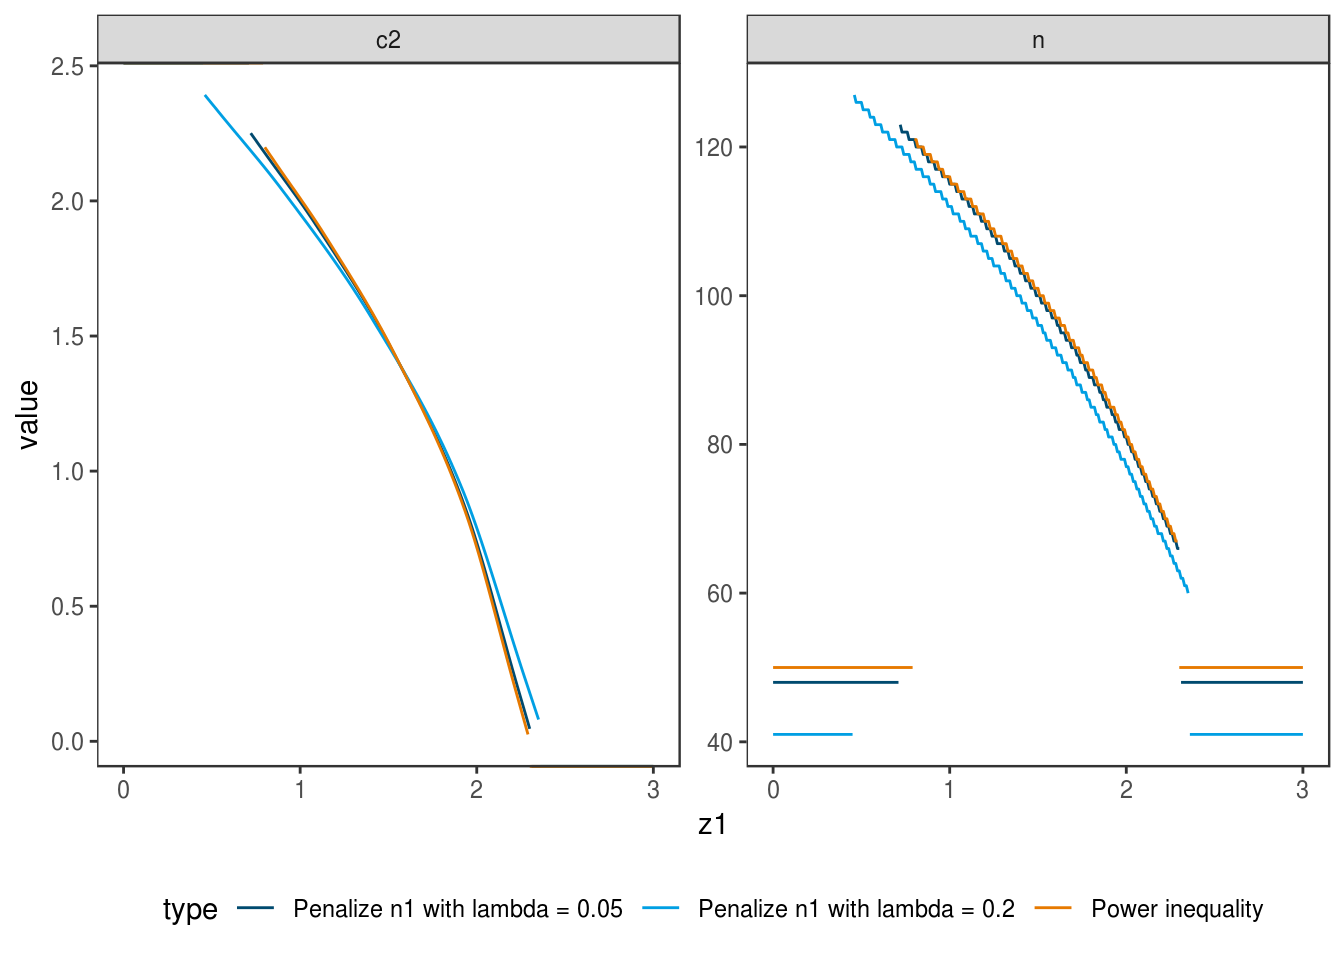 c2
n
2.5
2.0
1.5
1.0
0.5
0.0
value
120
100
80
60
40
0 1 2 3
0 1 2 3
z1
type Penalize n1 with lambda = 0.05 Penalize n1 with lambda = 0.2 Power inequality